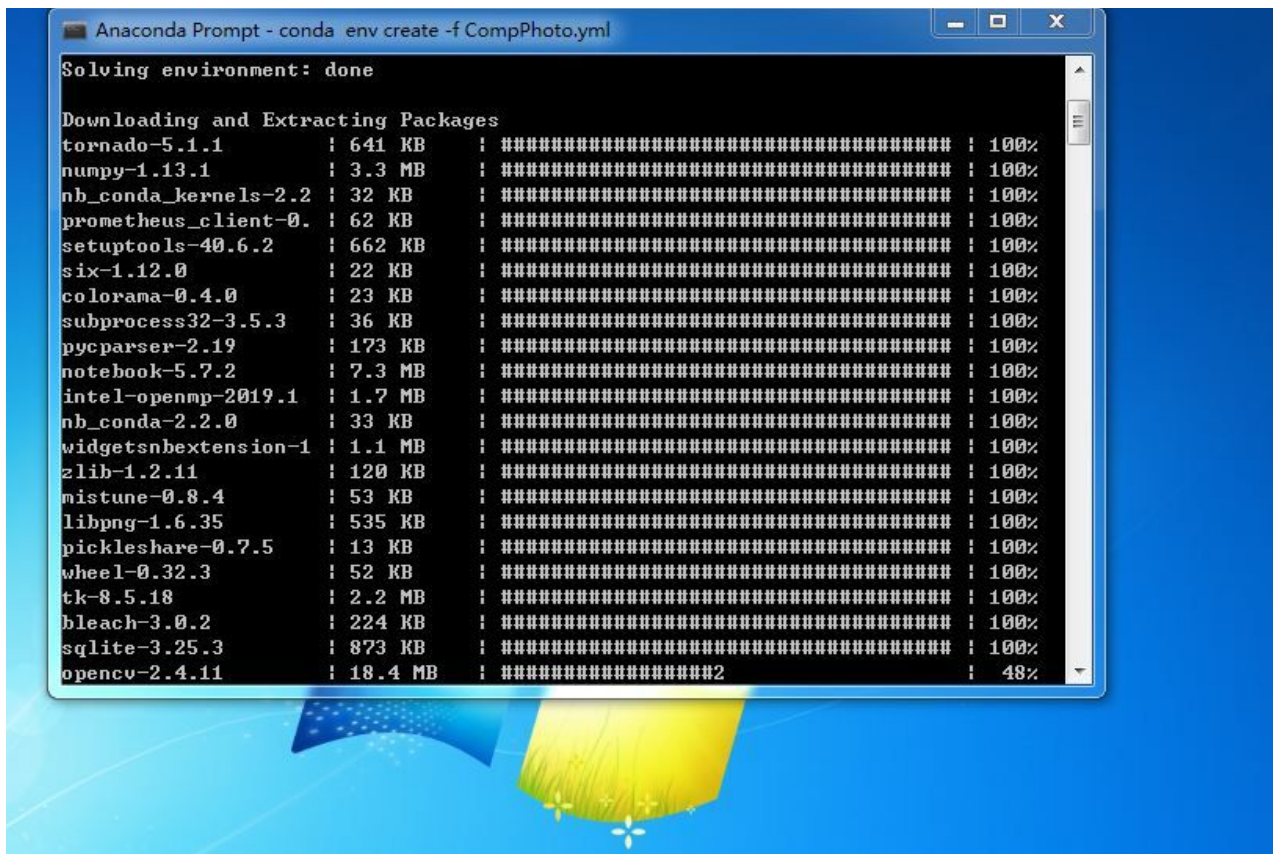 Anaconda Prompt - conda  env create -f CompPhoto.yml
Solving environment: done
Downloading and Extracting Packages
tornado-5.1.1        | 641 KB    | #################################### | 100%
numpy-1.13.1         | 3.3 MB    | #################################### | 100%
nb_conda_kernels-2.2 | 32 KB     | #################################### | 100%
prometheus_client-0. | 62 KB     | #################################### | 100%
setuptools-40.6.2    | 662 KB    | #################################### | 100%
six-1.12.0           | 22 KB     | #################################### | 100%
colorama-0.4.0       | 23 KB     | #################################### | 100%
subprocess32-3.5.3   | 36 KB     | #################################### | 100%
pycparser-2.19       | 173 KB    | #################################### | 100%
notebook-5.7.2       | 7.3 MB    | #################################### | 100%
intel-openmp-2019.1  | 1.7 MB    | #################################### | 100%
nb_conda-2.2.0       | 33 KB     | #################################### | 100%
widgetsnbextension-1 | 1.1 MB    | #################################### | 100%
zlib-1.2.11          | 120 KB    | #################################### | 100%
mistune-0.8.4        | 53 KB     | #################################### | 100%
libpng-1.6.35        | 535 KB    | #################################### | 100%
pickleshare-0.7.5    | 13 KB     | #################################### | 100%
wheel-0.32.3         | 52 KB     | #################################### | 100%
tk-8.5.18            | 2.2 MB    | #################################### | 100%
bleach-3.0.2         | 224 KB    | #################################### | 100%
sqlite-3.25.3        | 873 KB    | #################################### | 100%
opencv-2.4.11        | 18.4 MB   | #################2                   |  48%